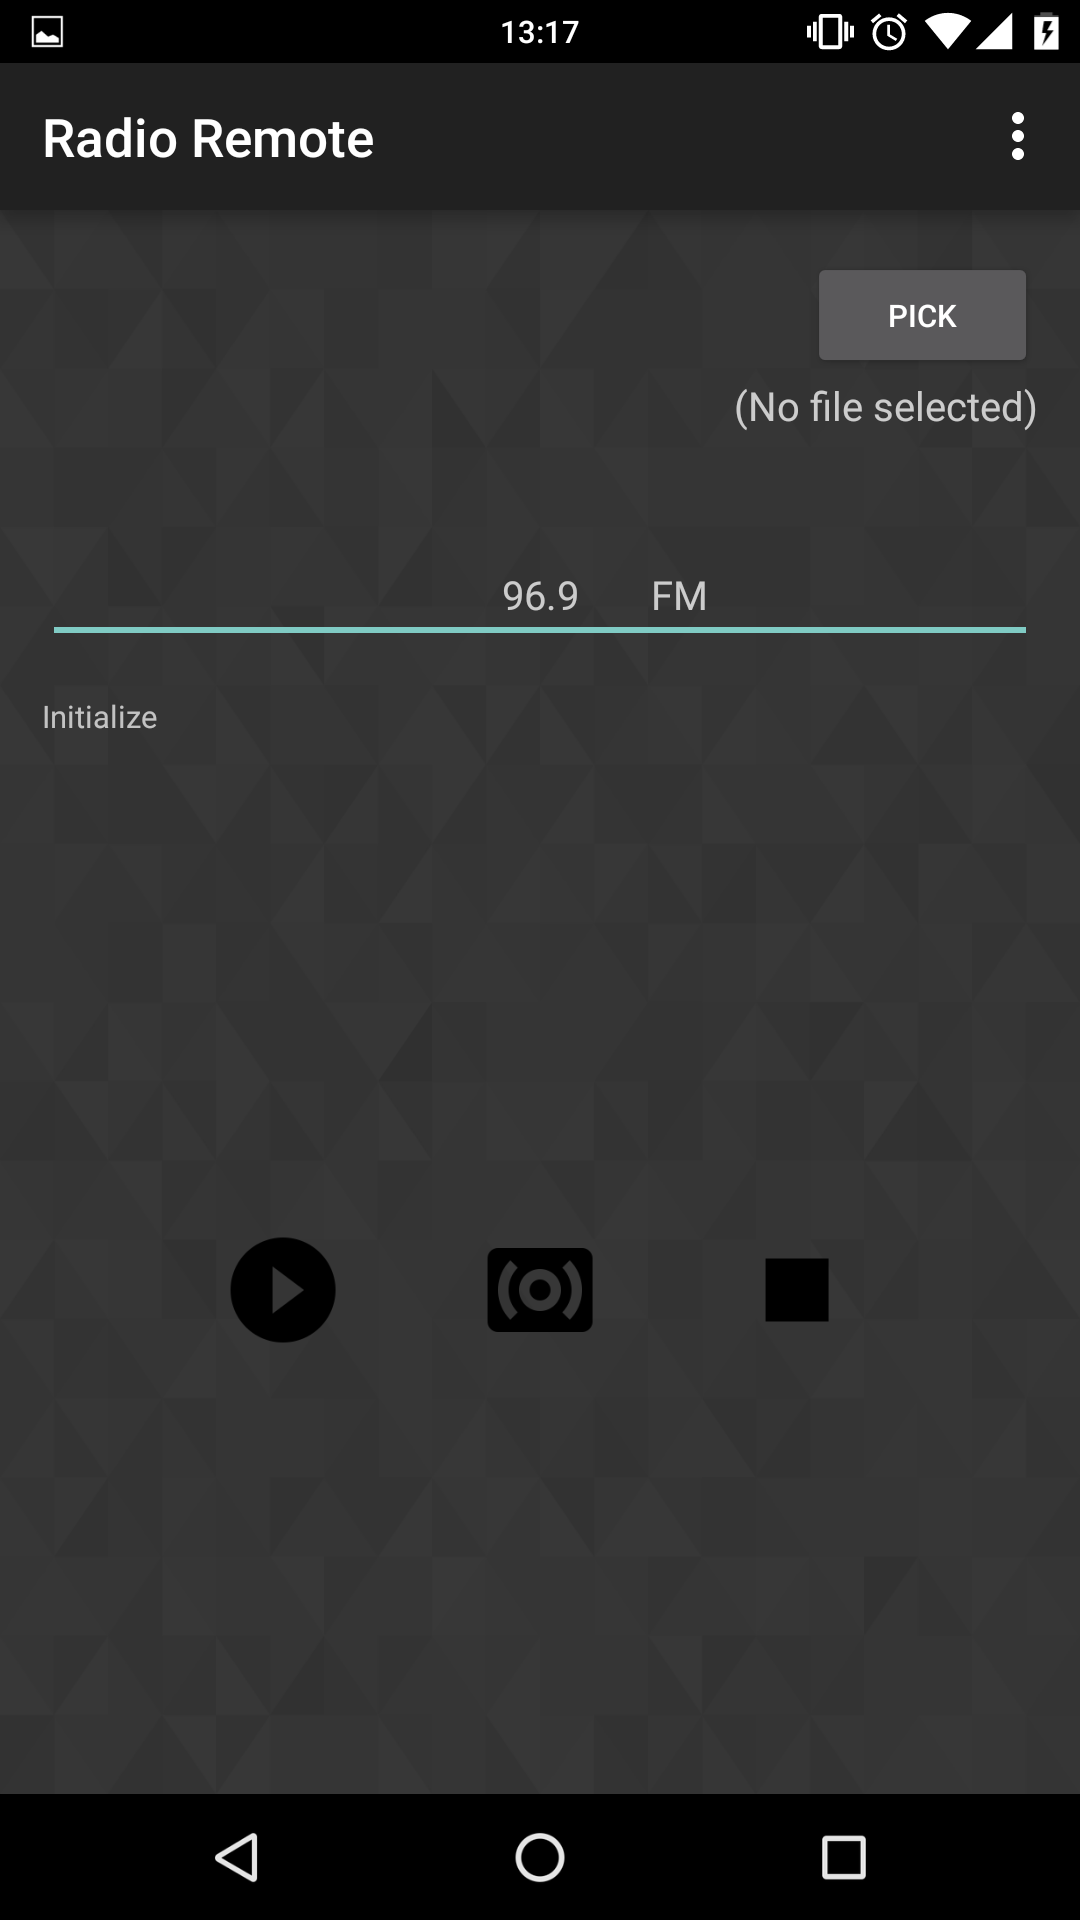 13:17
Radio Remote
PICK
(No file selected)
96.9 FM
Initialize